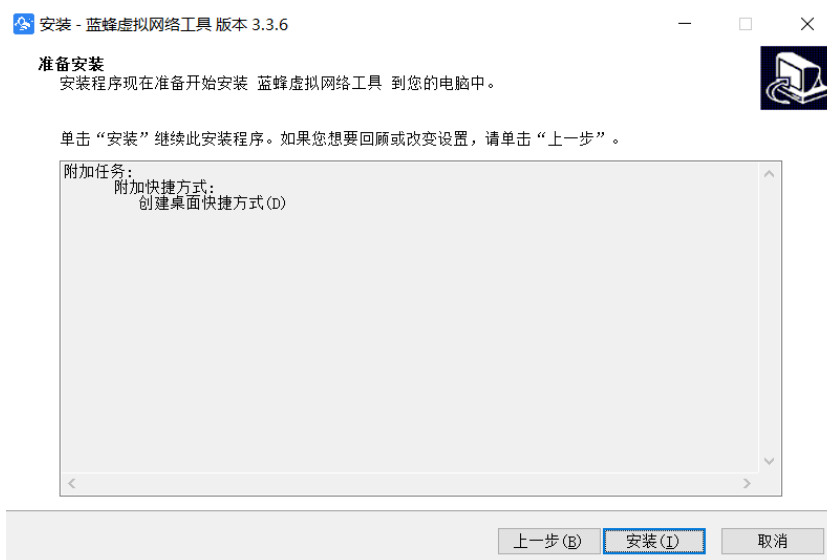 安装 - 蓝蜂虚拟网络工具 版本 3.3.6
准备安装
安装程序现在准备开始安装 蓝蜂虚拟网络工具 到您的电脑中。
单击“安装”继续此安装程序。如果您想要回顾或改变设置，请单击“上一步”。
附加任务:
附加快捷方式:
创建桌面快捷方式(D)
上一步(B) 安装(I) 取消